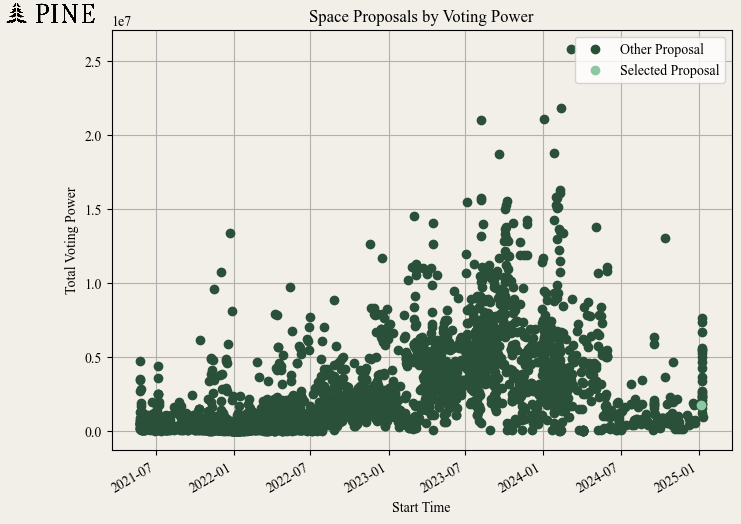 PINE
Space Proposals by Voting Power
1e7
Other Proposal
Selected Proposal
2.5
2.0
1.5
1.0
0.5
0.0
Total Voting Power
2021-07
2022-01
2022-07
2023-01
2023-07
2024-01
2024-07
2025-01
Start Time